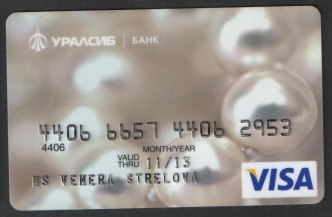 УРАЛСИБ | БАНК
4406 6657 4406 2953
4406 MONTH/YEAR
VALID THRU 11/13
MS VENERA STRELOVA
VISA